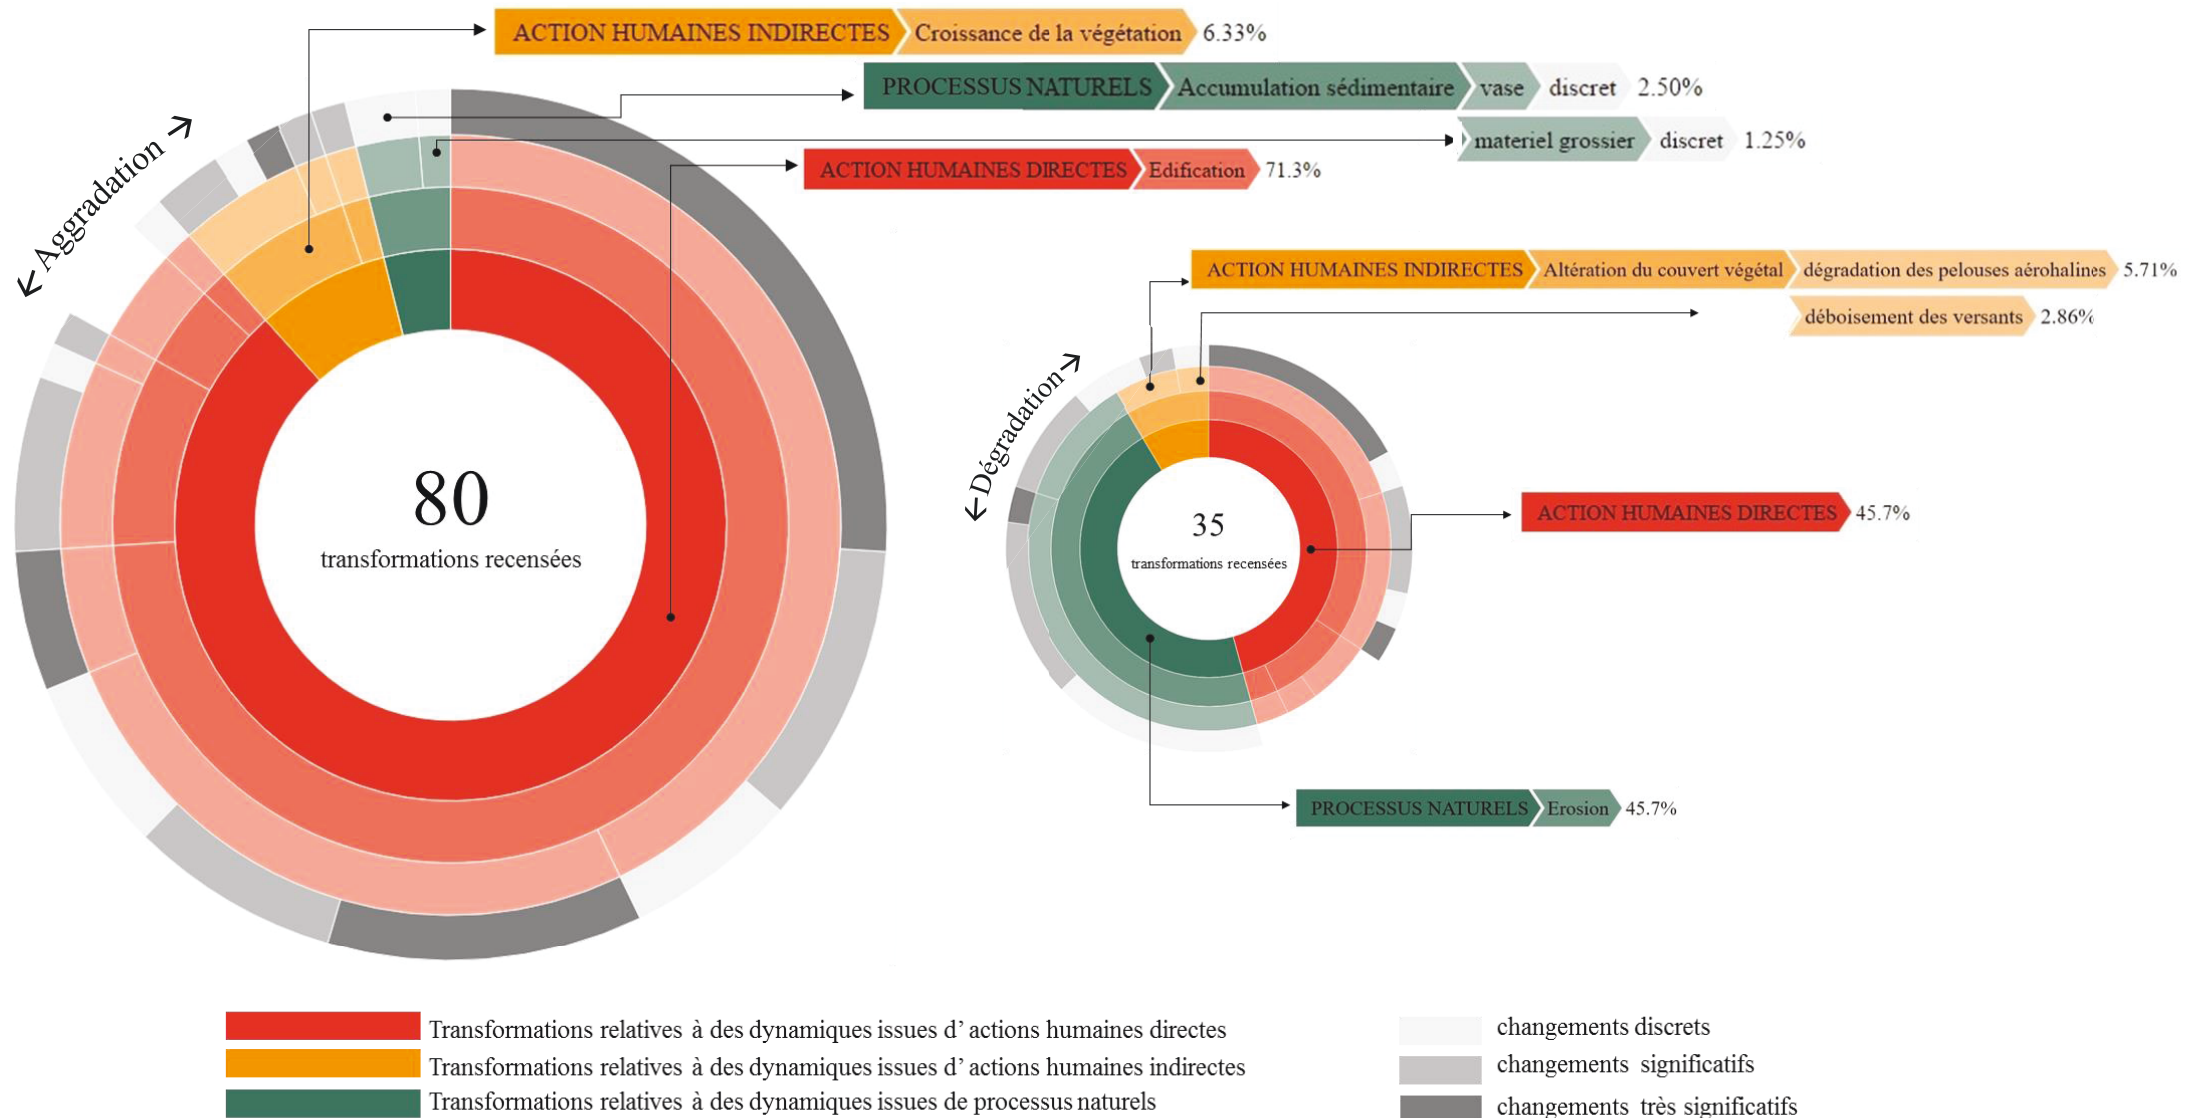 ACTION HUMAINES INDIRECTES Croissance de la végétation 6.33%
PROCESSUS NATURELS Accumulation sédimentaire vase discret 2.50%
materiel grossier discret 1.25%
ACTION HUMAINES DIRECTES Edification 71.3%
← Aggradation →
ACTION HUMAINES INDIRECTES Altération du couvert végétal dégradation des pelouses aérohalines 5.71%
déboisement des versants 2.86%
← Dégradation →
80
transformations recensées
35
transformations recensées
ACTION HUMAINES DIRECTES 45.7%
PROCESSUS NATURELS Erosion 45.7%
Transformations relatives à des dynamiques issues d’ actions humaines directes
Transformations relatives à des dynamiques issues d’ actions humaines indirectes
Transformations relatives à des dynamiques issues de processus naturels
changements discrets
changements significatifs
changements très significatifs